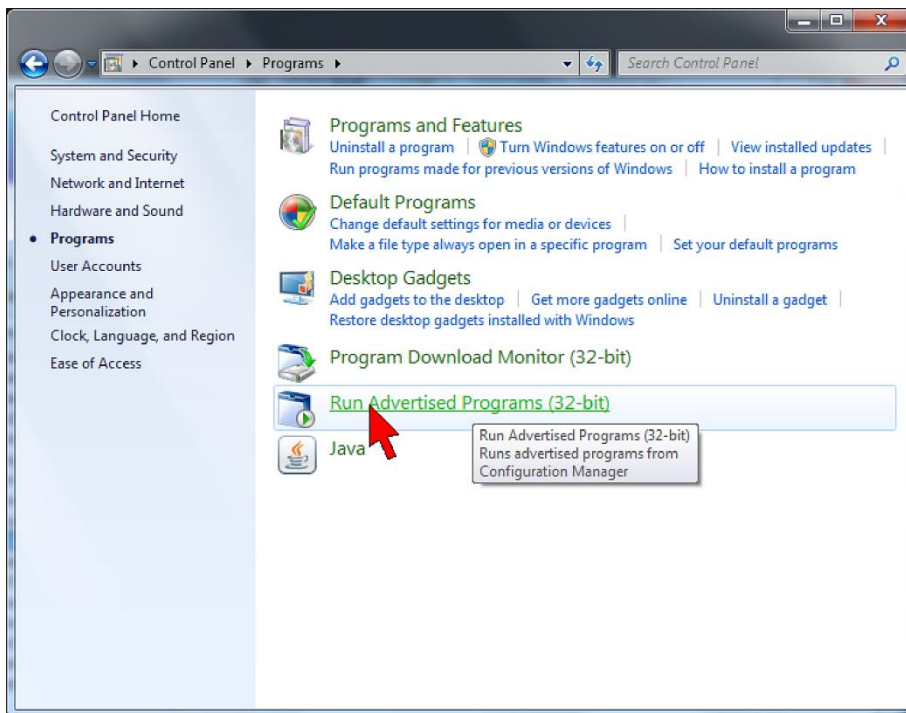 Control Panel Programs
Search Control Panel
Control Panel Home
System and Security
Network and Internet
Hardware and Sound
Programs
User Accounts
Appearance and
Personalization
Clock, Language, and Region
Ease of Access
Programs and Features
Uninstall a program Turn Windows features on or off View installed updates
Run programs made for previous versions of Windows How to install a program
Default Programs
Change default settings for media or devices
Make a file type always open in a specific program Set your default programs
Desktop Gadgets
Add gadgets to the desktop Get more gadgets online Uninstall a gadget
Restore desktop gadgets installed with Windows
Program Download Monitor (32-bit)
Run Advertised Programs (32-bit)
Run Advertised Programs (32-bit)
Runs advertised programs from
Configuration Manager
Java